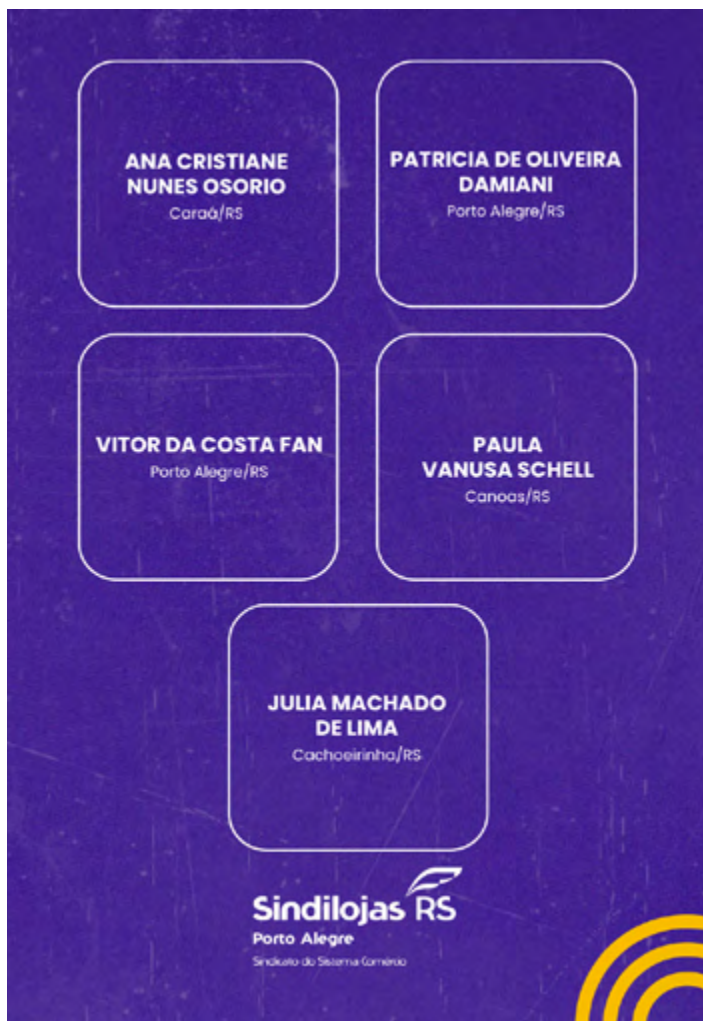 ANA CRISTIANE
NUNES OSORIO
Caraá/RS
PATRICIA DE OLIVEIRA
DAMIANI
Porto Alegre/RS
VITOR DA COSTA FAN
Porto Alegre/RS
PAULA
VANUSA SCHELL
Canoas/RS
JULIA MACHADO
DE LIMA
Cachoeirinha/RS
Sindilojas RS
Porto Alegre
Sindicato do Sistema Comércio